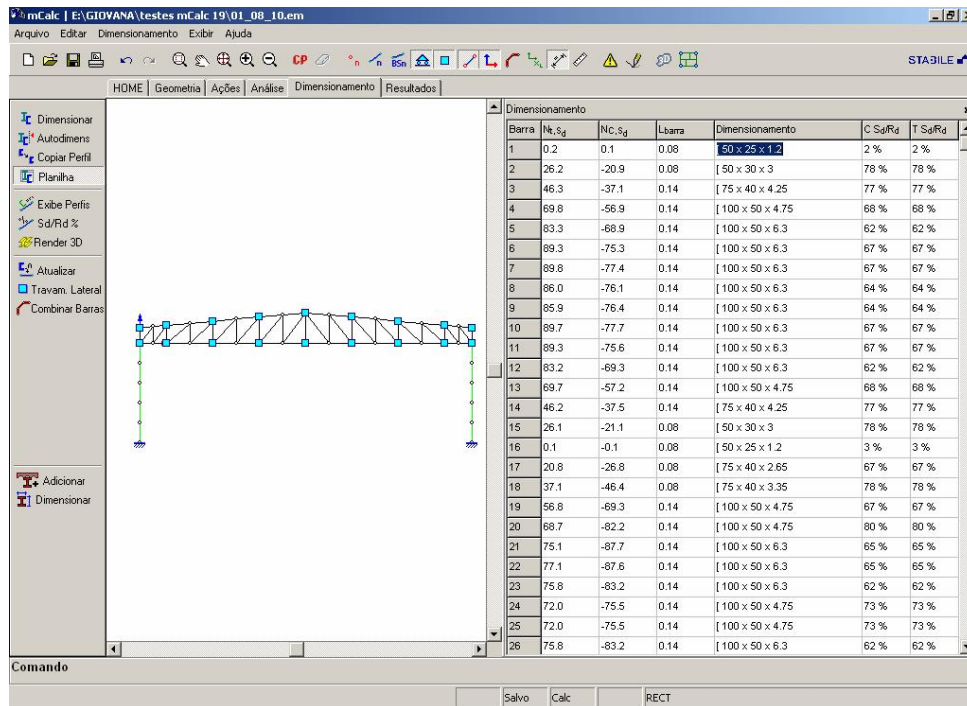 mCalc | E:\GIOVANA\testes mCalc 19\01_08_10.em
Arquivo Editar Dimensionamento Exibir Ajuda
CP BSn STABILE
HOME Geometria Ações Análise Dimensionamento Resultados
Dimensionar
Autodimens
Copiar Perfil
Planilha
Exibe Perfis
Sd/Rd %
Render 3D
Atualizar
Travam. Lateral
Combinar Barras
Adicionar
Dimensionar
Dimensionamento
Barra Nt,Sd Nc,Sd Lbarra Dimensionamento C Sd/Rd T Sd/Rd
1 0.2 0.1 0.08 [ 50 x 25 x 1.2 2 % 2 %
2 26.2 -20.9 0.08 [ 50 x 30 x 3 78 % 78 %
3 46.3 -37.1 0.14 [ 75 x 40 x 4.25 77 % 77 %
4 69.8 -56.9 0.14 [ 100 x 50 x 4.75 68 % 68 %
5 83.3 -68.9 0.14 [ 100 x 50 x 6.3 62 % 62 %
6 89.3 -75.3 0.14 [ 100 x 50 x 6.3 67 % 67 %
7 89.8 -77.4 0.14 [ 100 x 50 x 6.3 67 % 67 %
8 86.0 -76.1 0.14 [ 100 x 50 x 6.3 64 % 64 %
9 85.9 -76.4 0.14 [ 100 x 50 x 6.3 64 % 64 %
10 89.7 -77.7 0.14 [ 100 x 50 x 6.3 67 % 67 %
11 89.3 -75.6 0.14 [ 100 x 50 x 6.3 67 % 67 %
12 83.2 -69.3 0.14 [ 100 x 50 x 6.3 62 % 62 %
13 69.7 -57.2 0.14 [ 100 x 50 x 4.75 68 % 68 %
14 46.2 -37.5 0.14 [ 75 x 40 x 4.25 77 % 77 %
15 26.1 -21.1 0.08 [ 50 x 30 x 3 78 % 78 %
16 0.1 -0.1 0.08 [ 50 x 25 x 1.2 3 % 3 %
17 20.8 -26.8 0.08 [ 75 x 40 x 2.65 67 % 67 %
18 37.1 -46.4 0.08 [ 75 x 40 x 3.35 78 % 78 %
19 56.8 -69.3 0.14 [ 100 x 50 x 4.75 67 % 67 %
20 68.7 -82.2 0.14 [ 100 x 50 x 4.75 80 % 80 %
21 75.1 -87.7 0.14 [ 100 x 50 x 6.3 65 % 65 %
22 77.1 -87.6 0.14 [ 100 x 50 x 6.3 65 % 65 %
23 75.8 -83.2 0.14 [ 100 x 50 x 6.3 62 % 62 %
24 72.0 -75.5 0.14 [ 100 x 50 x 4.75 73 % 73 %
25 72.0 -75.5 0.14 [ 100 x 50 x 4.75 73 % 73 %
26 75.8 -83.2 0.14 [ 100 x 50 x 6.3 62 % 62 %
Comando
Salvo Calc RECT